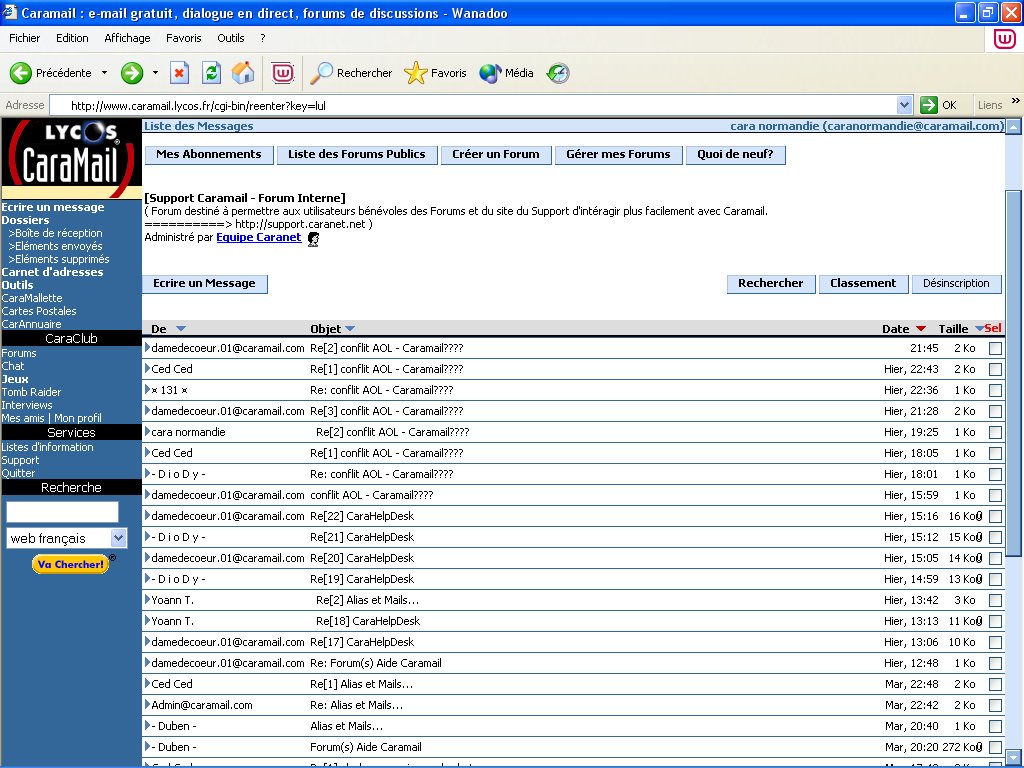 Caramail : e-mail gratuit, dialogue en direct, forums de discussions - Wanadoo
Fichier Edition Affichage Favoris Outils ?
Précédente Rechercher Favoris Média
Adresse http://www.caramail.lycos.fr/cgi-bin/reenter?key=lul OK Liens »
LYCOS
CaraMail
Ecrire un message
Dossiers
>Boîte de réception
>Eléments envoyés
>Eléments supprimés
Carnet d'adresses
Outils
CaraMallette
Cartes Postales
CarAnnuaire
CaraClub
Forums
Chat
Jeux
Tomb Raider
Interviews
Mes amis | Mon profil
Services
Listes d'information
Support
Quitter
Recherche
web français
Va Chercher! ®
Liste des Messages cara normandie (caranormandie@caramail.com)
Mes Abonnements Liste des Forums Publics Créer un Forum Gérer mes Forums Quoi de neuf?
[Support Caramail - Forum Interne]
( Forum destiné à permettre aux utilisateurs bénévoles des Forums et du site du Support d'intéragir plus facilement avec Caramail.
==========> http://support.caranet.net )
Administré par Equipe Caranet
Ecrire un Message Rechercher Classement Désinscription
De Objet Date Taille Sel
damedecoeur.01@caramail.com Re[2] conflit AOL - Caramail???? 21:45 2 Ko
Ced Ced Re[1] conflit AOL - Caramail???? Hier, 22:43 2 Ko
¤ 131 ¤ Re: conflit AOL - Caramail???? Hier, 22:36 1 Ko
damedecoeur.01@caramail.com Re[3] conflit AOL - Caramail???? Hier, 21:28 2 Ko
cara normandie Re[2] conflit AOL - Caramail???? Hier, 19:25 1 Ko
Ced Ced Re[1] conflit AOL - Caramail???? Hier, 18:05 1 Ko
- D i o D y - Re: conflit AOL - Caramail???? Hier, 18:01 1 Ko
damedecoeur.01@caramail.com conflit AOL - Caramail???? Hier, 15:59 1 Ko
damedecoeur.01@caramail.com Re[22] CaraHelpDesk Hier, 15:16 16 Ko
- D i o D y - Re[21] CaraHelpDesk Hier, 15:12 15 Ko
damedecoeur.01@caramail.com Re[20] CaraHelpDesk Hier, 15:05 14 Ko
- D i o D y - Re[19] CaraHelpDesk Hier, 14:59 13 Ko
Yoann T. Re[2] Alias et Mails... Hier, 13:42 3 Ko
Yoann T. Re[18] CaraHelpDesk Hier, 13:13 11 Ko
damedecoeur.01@caramail.com Re[17] CaraHelpDesk Hier, 13:06 10 Ko
damedecoeur.01@caramail.com Re: Forum(s) Aide Caramail Hier, 12:48 1 Ko
Ced Ced Re[1] Alias et Mails... Mar, 22:48 2 Ko
Admin@caramail.com Re: Alias et Mails... Mar, 22:42 2 Ko
- Duben - Alias et Mails... Mar, 20:40 1 Ko
- Duben - Forum(s) Aide Caramail Mar, 20:20 272 Ko